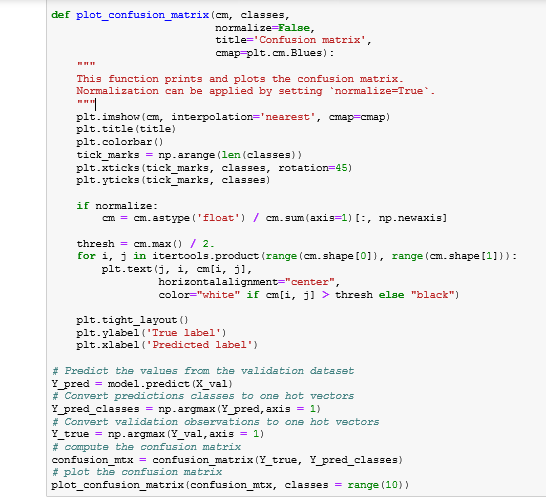 def plot_confusion_matrix(cm, classes,
                          normalize=False,
                          title='Confusion matrix',
                          cmap=plt.cm.Blues):
    """
    This function prints and plots the confusion matrix.
    Normalization can be applied by setting `normalize=True`.
    """
    plt.imshow(cm, interpolation='nearest', cmap=cmap)
    plt.title(title)
    plt.colorbar()
    tick_marks = np.arange(len(classes))
    plt.xticks(tick_marks, classes, rotation=45)
    plt.yticks(tick_marks, classes)

    if normalize:
        cm = cm.astype('float') / cm.sum(axis=1)[:, np.newaxis]

    thresh = cm.max() / 2.
    for i, j in itertools.product(range(cm.shape[0]), range(cm.shape[1])):
        plt.text(j, i, cm[i, j],
                 horizontalalignment="center",
                 color="white" if cm[i, j] > thresh else "black")

    plt.tight_layout()
    plt.ylabel('True label')
    plt.xlabel('Predicted label')

# Predict the values from the validation dataset
Y_pred = model.predict(X_val)
# Convert predictions classes to one hot vectors
Y_pred_classes = np.argmax(Y_pred,axis = 1)
# Convert validation observations to one hot vectors
Y_true = np.argmax(Y_val,axis = 1)
# compute the confusion matrix
confusion_mtx = confusion_matrix(Y_true, Y_pred_classes)
# plot the confusion matrix
plot_confusion_matrix(confusion_mtx, classes = range(10))